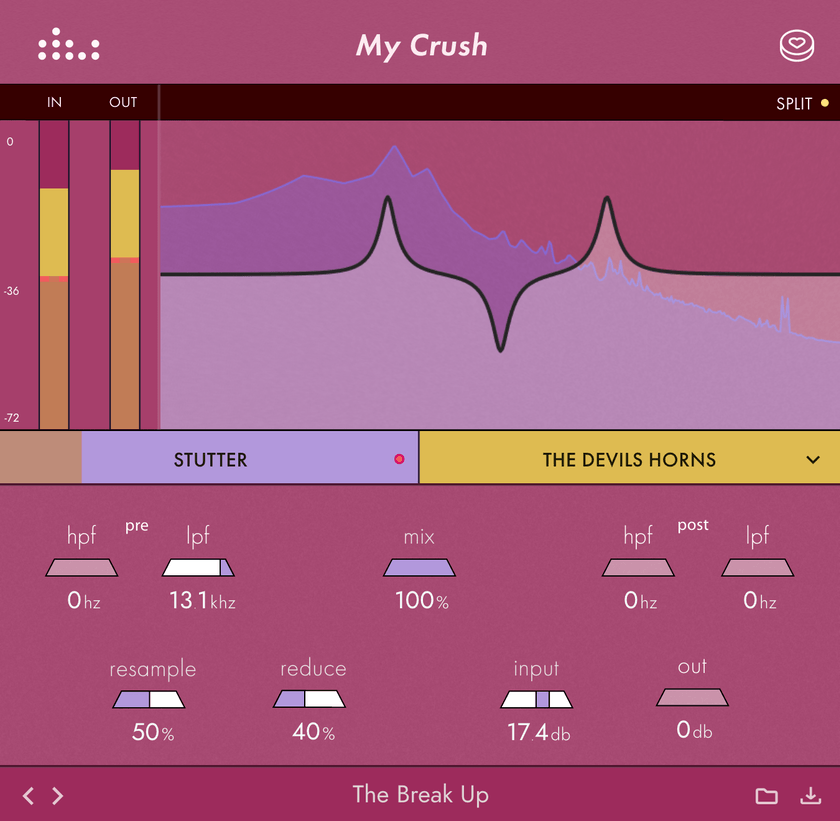 My Crush
IN OUT SPLIT
0
-36
-72
STUTTER THE DEVILS HORNS
hpf pre lpf mix hpf post lpf
0hz 13.1khz 100% 0hz 0hz
resample reduce input out
50% 40% 17.4db 0db
The Break Up